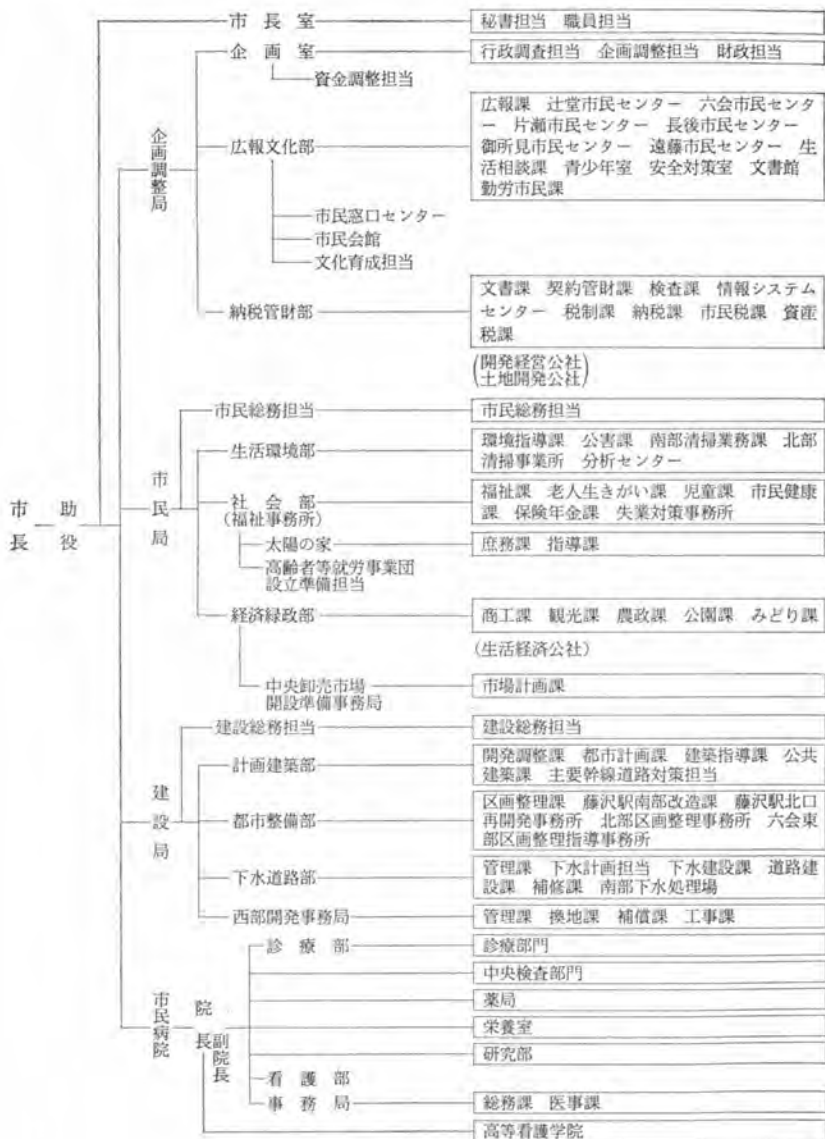 市長
助役
市長室
秘書担当 職員担当
企画調整局
企画室
行政調査担当 企画調整担当 財政担当
資金調整担当
広報文化部
広報課 辻堂市民センター 六会市民センタ
ー 片瀬市民センター 長後市民センター
御所見市民センター 遠藤市民センター 生
活相談課 青少年室 安全対策室 文書館
勤労市民課
市民窓口センター
市民会館
文化育成担当
納税管財部
文書課 契約管財課 検査課 情報システム
センター 税制課 納税課 市民税課 資産
税課
(開発経営公社
土地開発公社)
市民局
市民総務担当
市民総務担当
生活環境部
環境指導課 公害課 南部清掃業務課 北部
清掃事業所 分析センター
社会部
(福祉事務所)
福祉課 老人生きがい課 児童課 市民健康
課 保険年金課 失業対策事務所
太陽の家
庶務課 指導課
高齢者等就労事業団
設立準備担当
経済緑政部
商工課 観光課 農政課 公園課 みどり課
(生活経済公社)
中央卸売市場
開設準備事務局
市場計画課
建設局
建設総務担当
建設総務担当
計画建築部
開発調整課 都市計画課 建築指導課 公共
建築課 主要幹線道路対策担当
都市整備部
区画整理課 藤沢駅南部改造課 藤沢駅北口
再開発事務所 北部区画整理事務所 六会東
部区画整理指導事務所
下水道路部
管理課 下水計画担当 下水建設課 道路建
設課 補修課 南部下水処理場
西部開発事務局
管理課 換地課 補償課 工事課
市民病院
院長
副院長
診療部
診療部門
中央検査部門
薬局
栄養室
研究部
看護部
事務局
総務課 医事課
高等看護学院